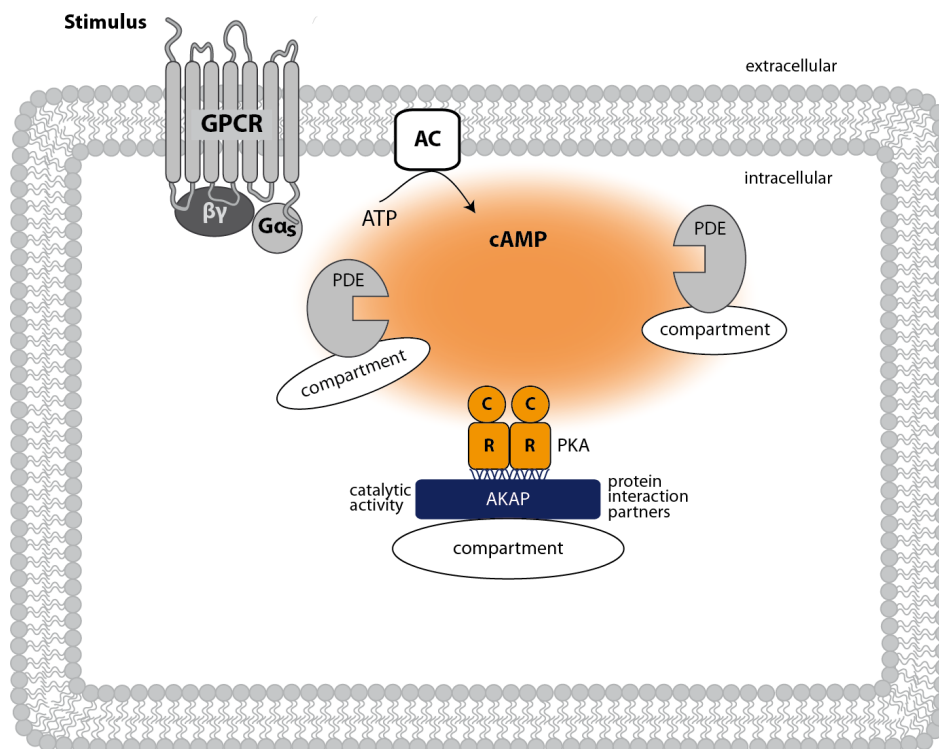 Stimulus
extracellular
GPCR
AC
intracellular
βγ
Gαs
ATP
cAMP
PDE
PDE
compartment
compartment
C
C
R
R
PKA
catalytic
activity
AKAP
protein
interaction
partners
compartment